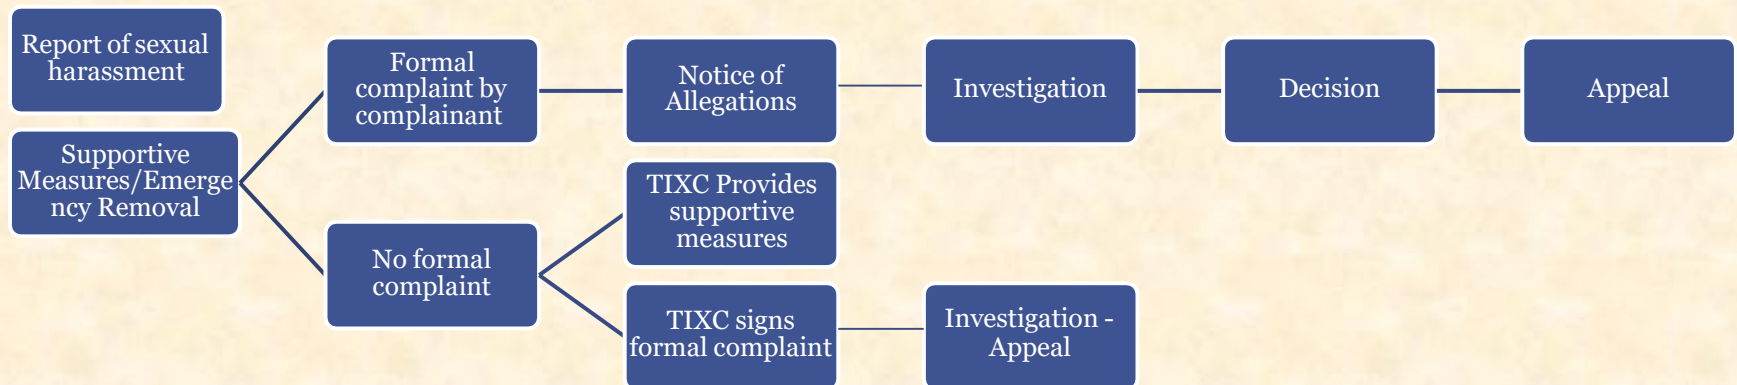 Report of sexual
harassment
Supportive
Measures/Emerge
ncy Removal
Formal
complaint by
complainant
No formal
complaint
Notice of
Allegations
TIXC Provides
supportive
measures
TIXC signs
formal complaint
Investigation
Investigation -
Appeal
Decision
Appeal